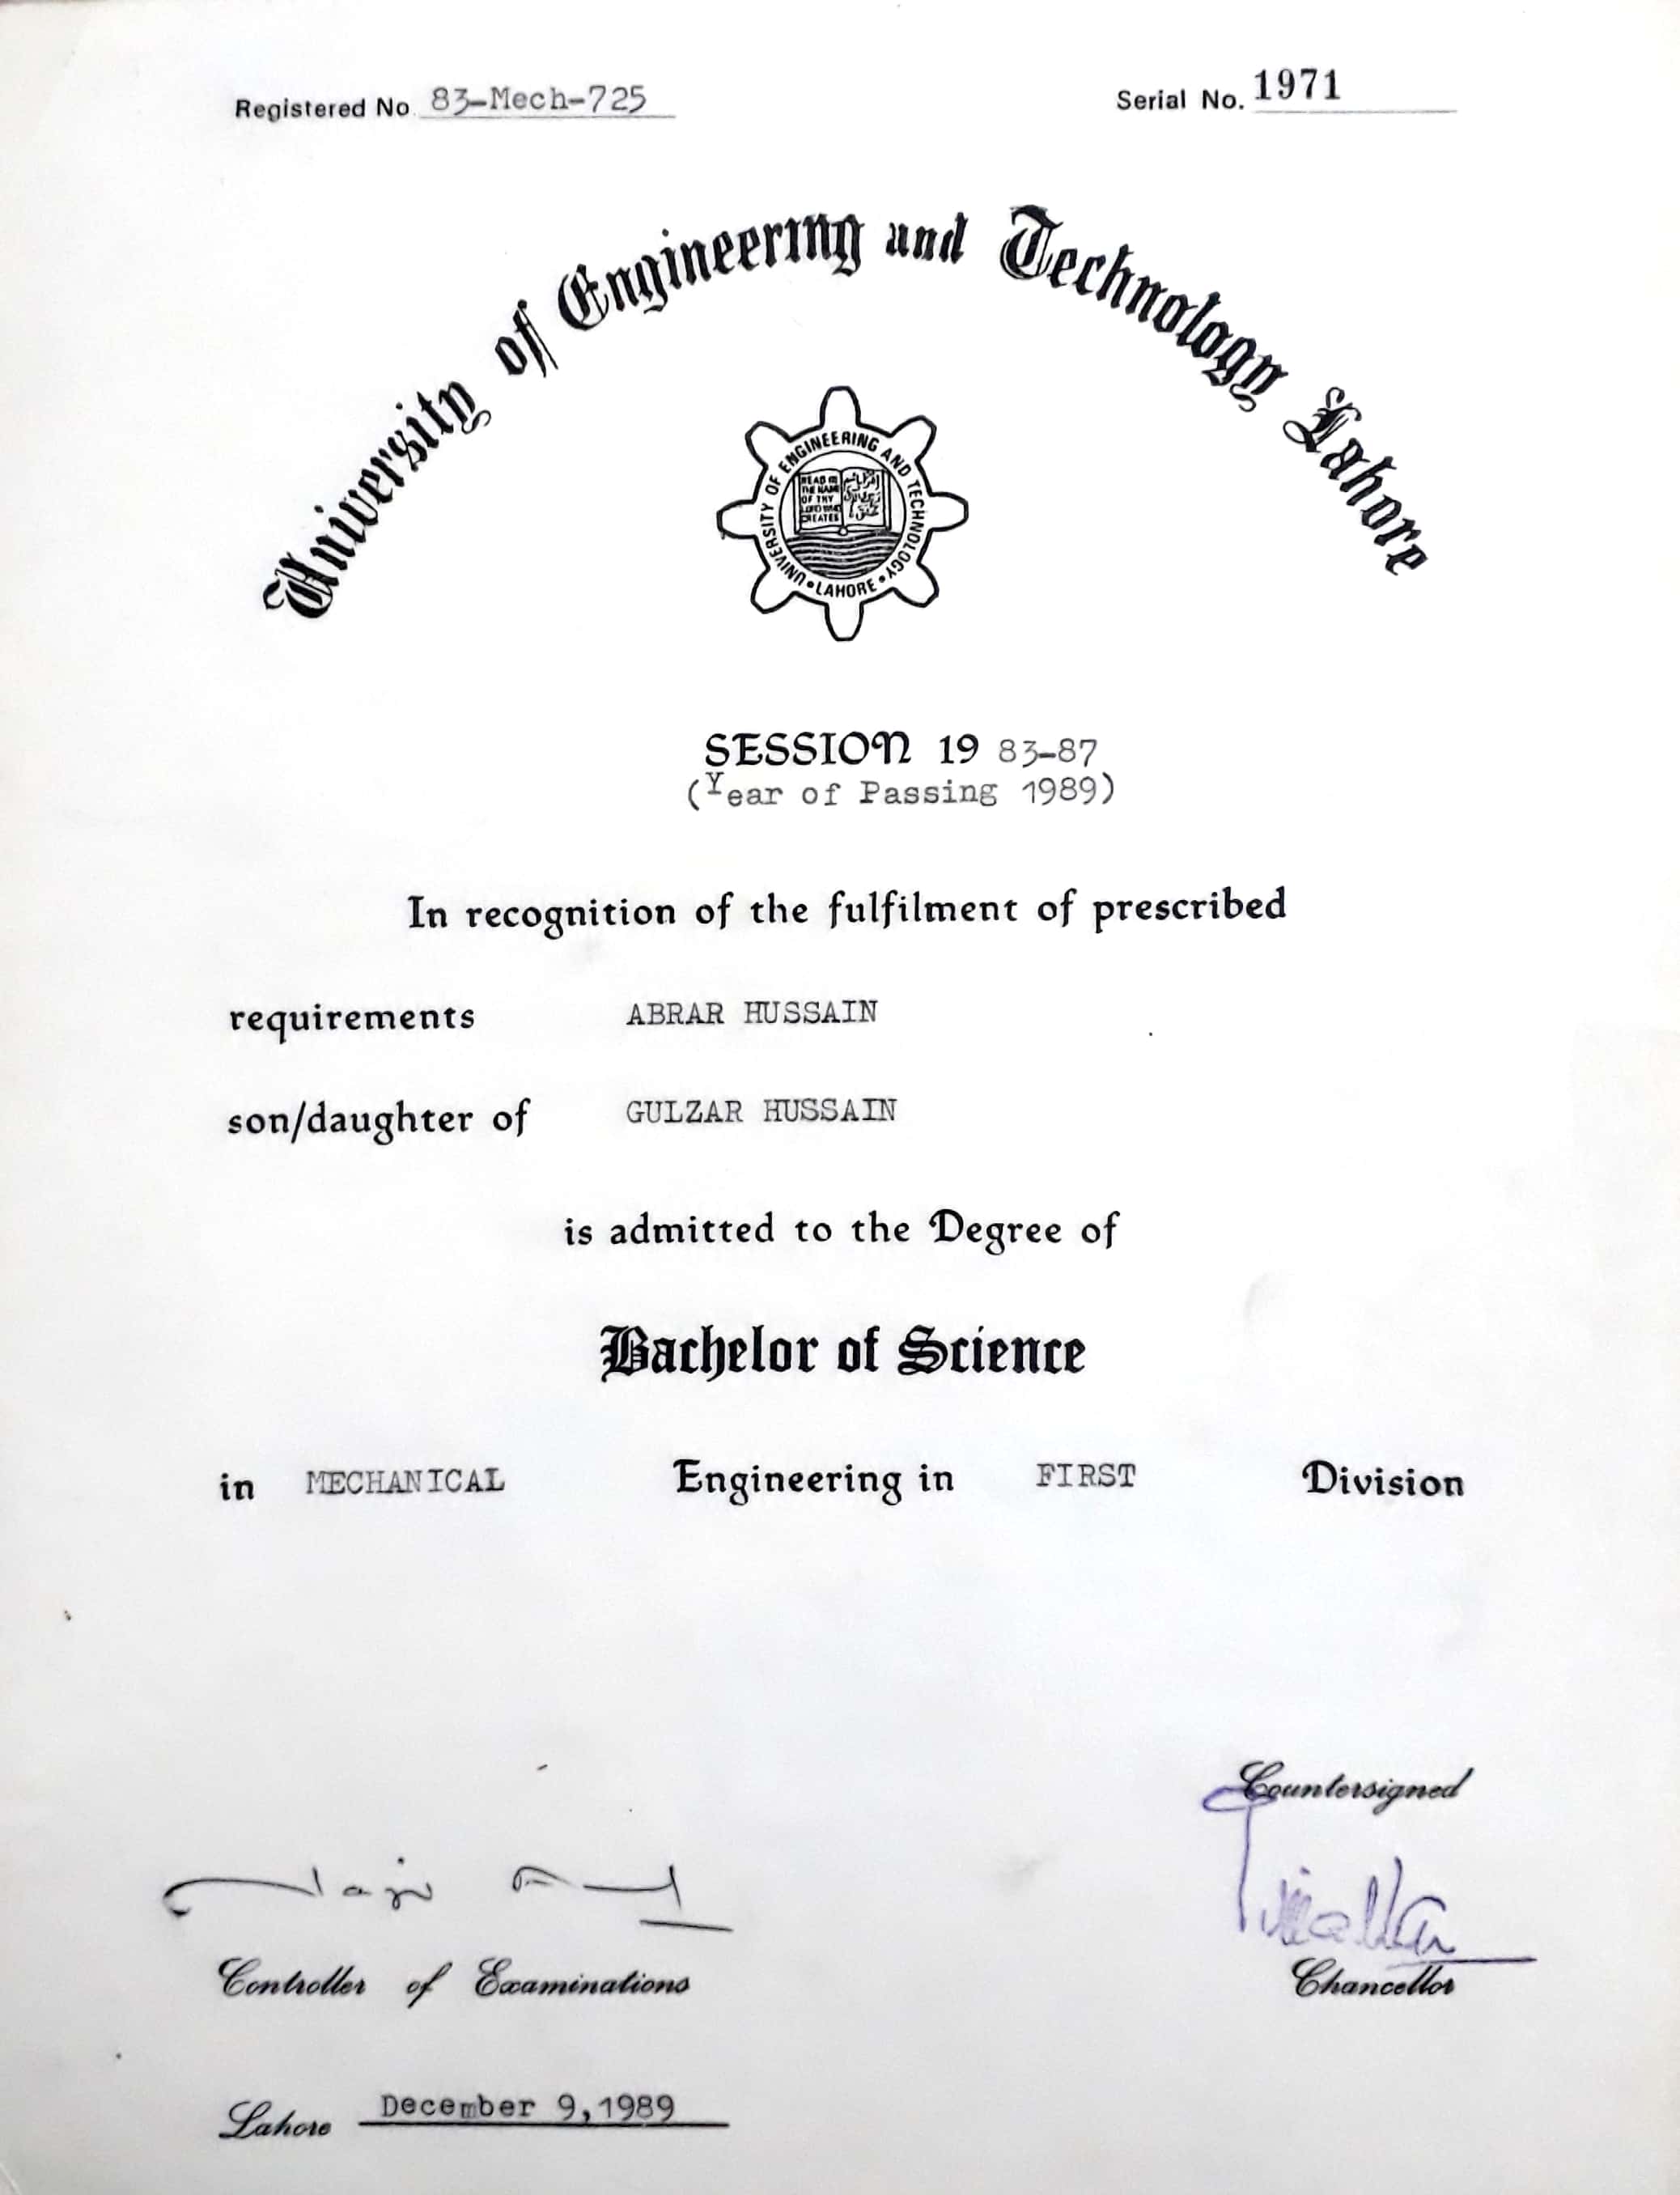 Registered No. 83-Mech-725
Serial No. 1971
University of Engineering and Technology Lahore
UNIVERSITY OF ENGINEERING AND TECHNOLOGY • LAHORE •
READ IN
THE NAME
OF THY
LORD WHO
CREATES
SESSION 19 83-87
(Year of Passing 1989)
In recognition of the fulfilment of prescribed
requirements ABRAR HUSSAIN
son/daughter of GULZAR HUSSAIN
is admitted to the Degree of
Bachelor of Science
in MECHANICAL Engineering in FIRST Division
Countersigned
Controller of Examinations
Chancellor
Lahore December 9,1989